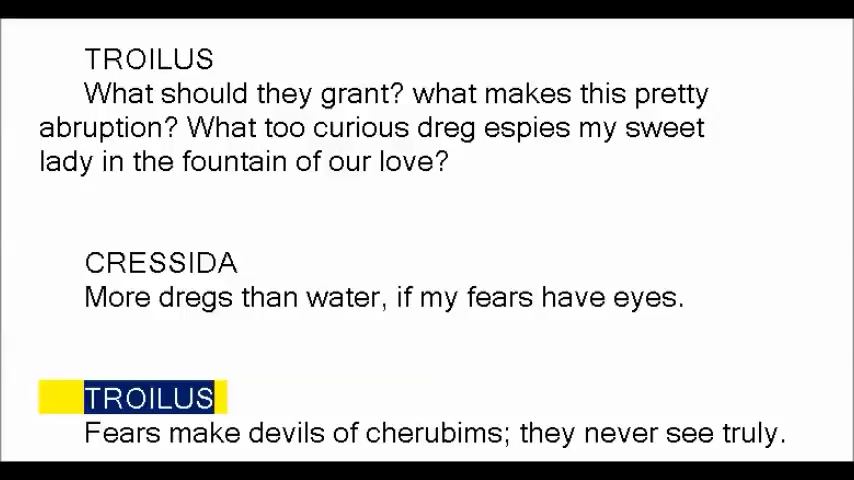 TROILUS
What should they grant? what makes this pretty
abruption? What too curious dreg espies my sweet
lady in the fountain of our love?
CRESSIDA
More dregs than water, if my fears have eyes.
TROILUS
Fears make devils of cherubims; they never see truly.